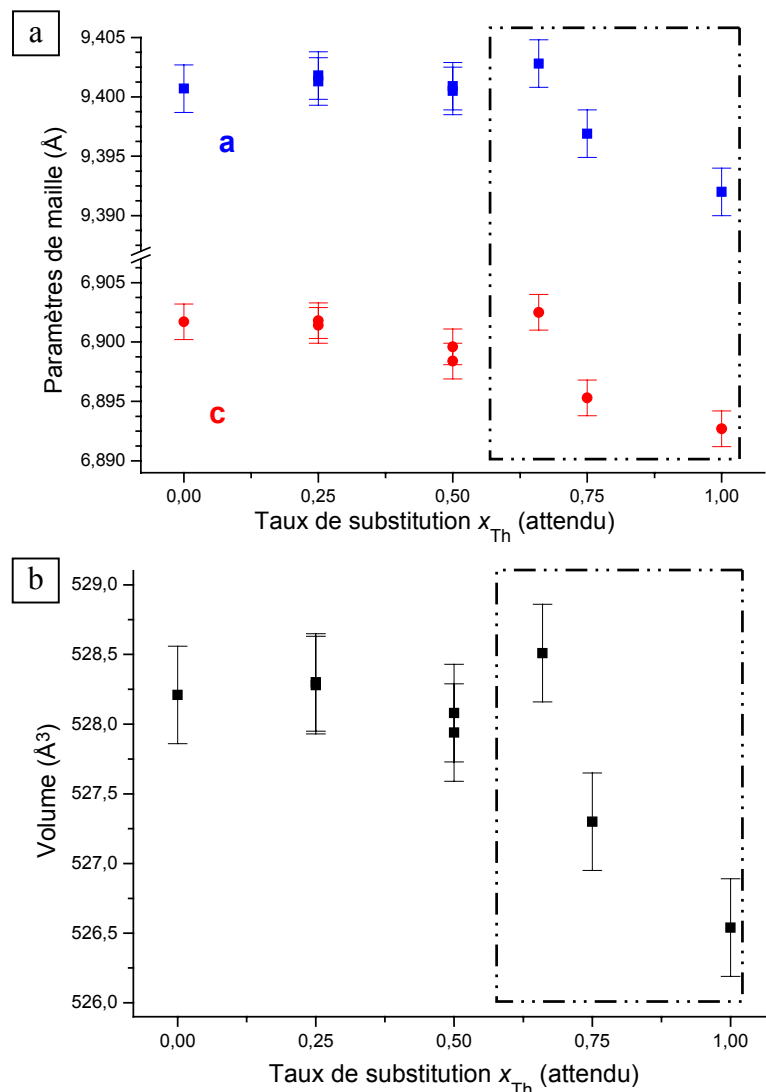 a
9,405
9,400
9,395
9,390
6,905
6,900
6,895
6,890
Paramètres de maille (Å)
a
c
0,00 0,25 0,50 0,75 1,00
Taux de substitution xTh (attendu)
b
529,0
528,5
528,0
527,5
527,0
526,5
526,0
Volume (Å3)
0,00 0,25 0,50 0,75 1,00
Taux de substitution xTh (attendu)